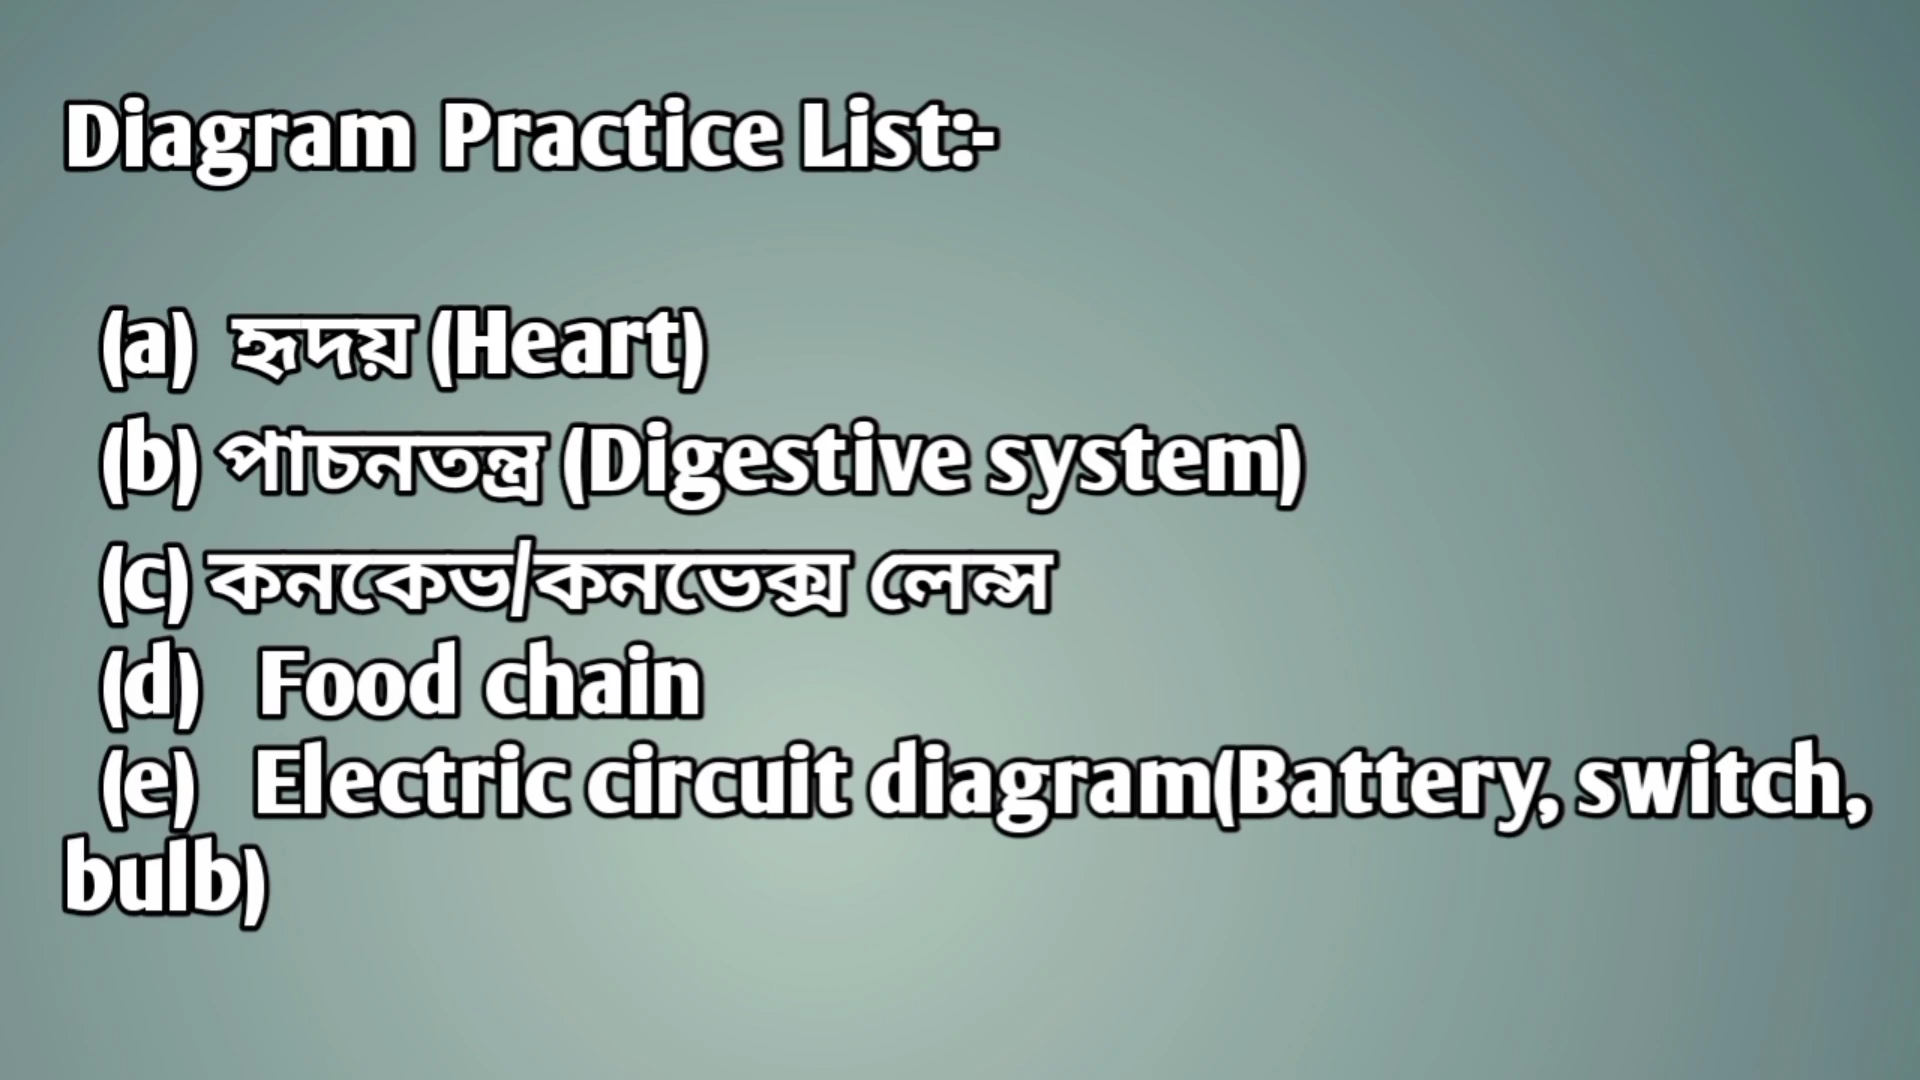 Diagram Practice List:-
(a) হৃদয় (Heart)
(b) পাচনতন্ত্র (Digestive system)
(c) কনকেভ/কনভেক্স লেন্স
(d) Food chain
(e) Electric circuit diagram(Battery, switch,
bulb)